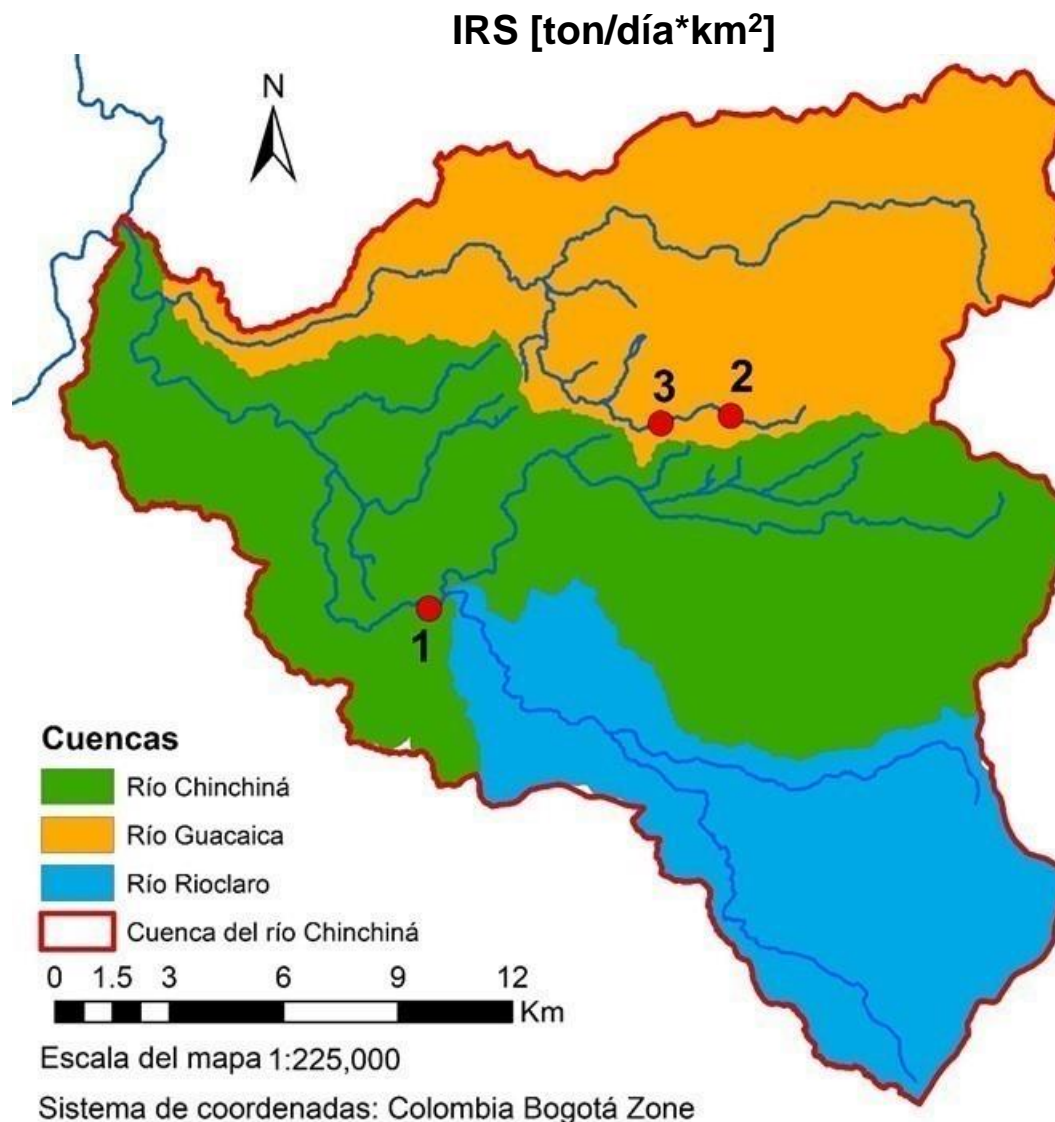 IRS [ton/día*km²]
N
3
2
1
Cuencas
Río Chinchiná
Río Guacaica
Río Rioclaro
Cuenca del río Chinchiná
0 1.5 3 6 9 12
Km
Escala del mapa 1:225,000
Sistema de coordenadas: Colombia Bogotá Zone